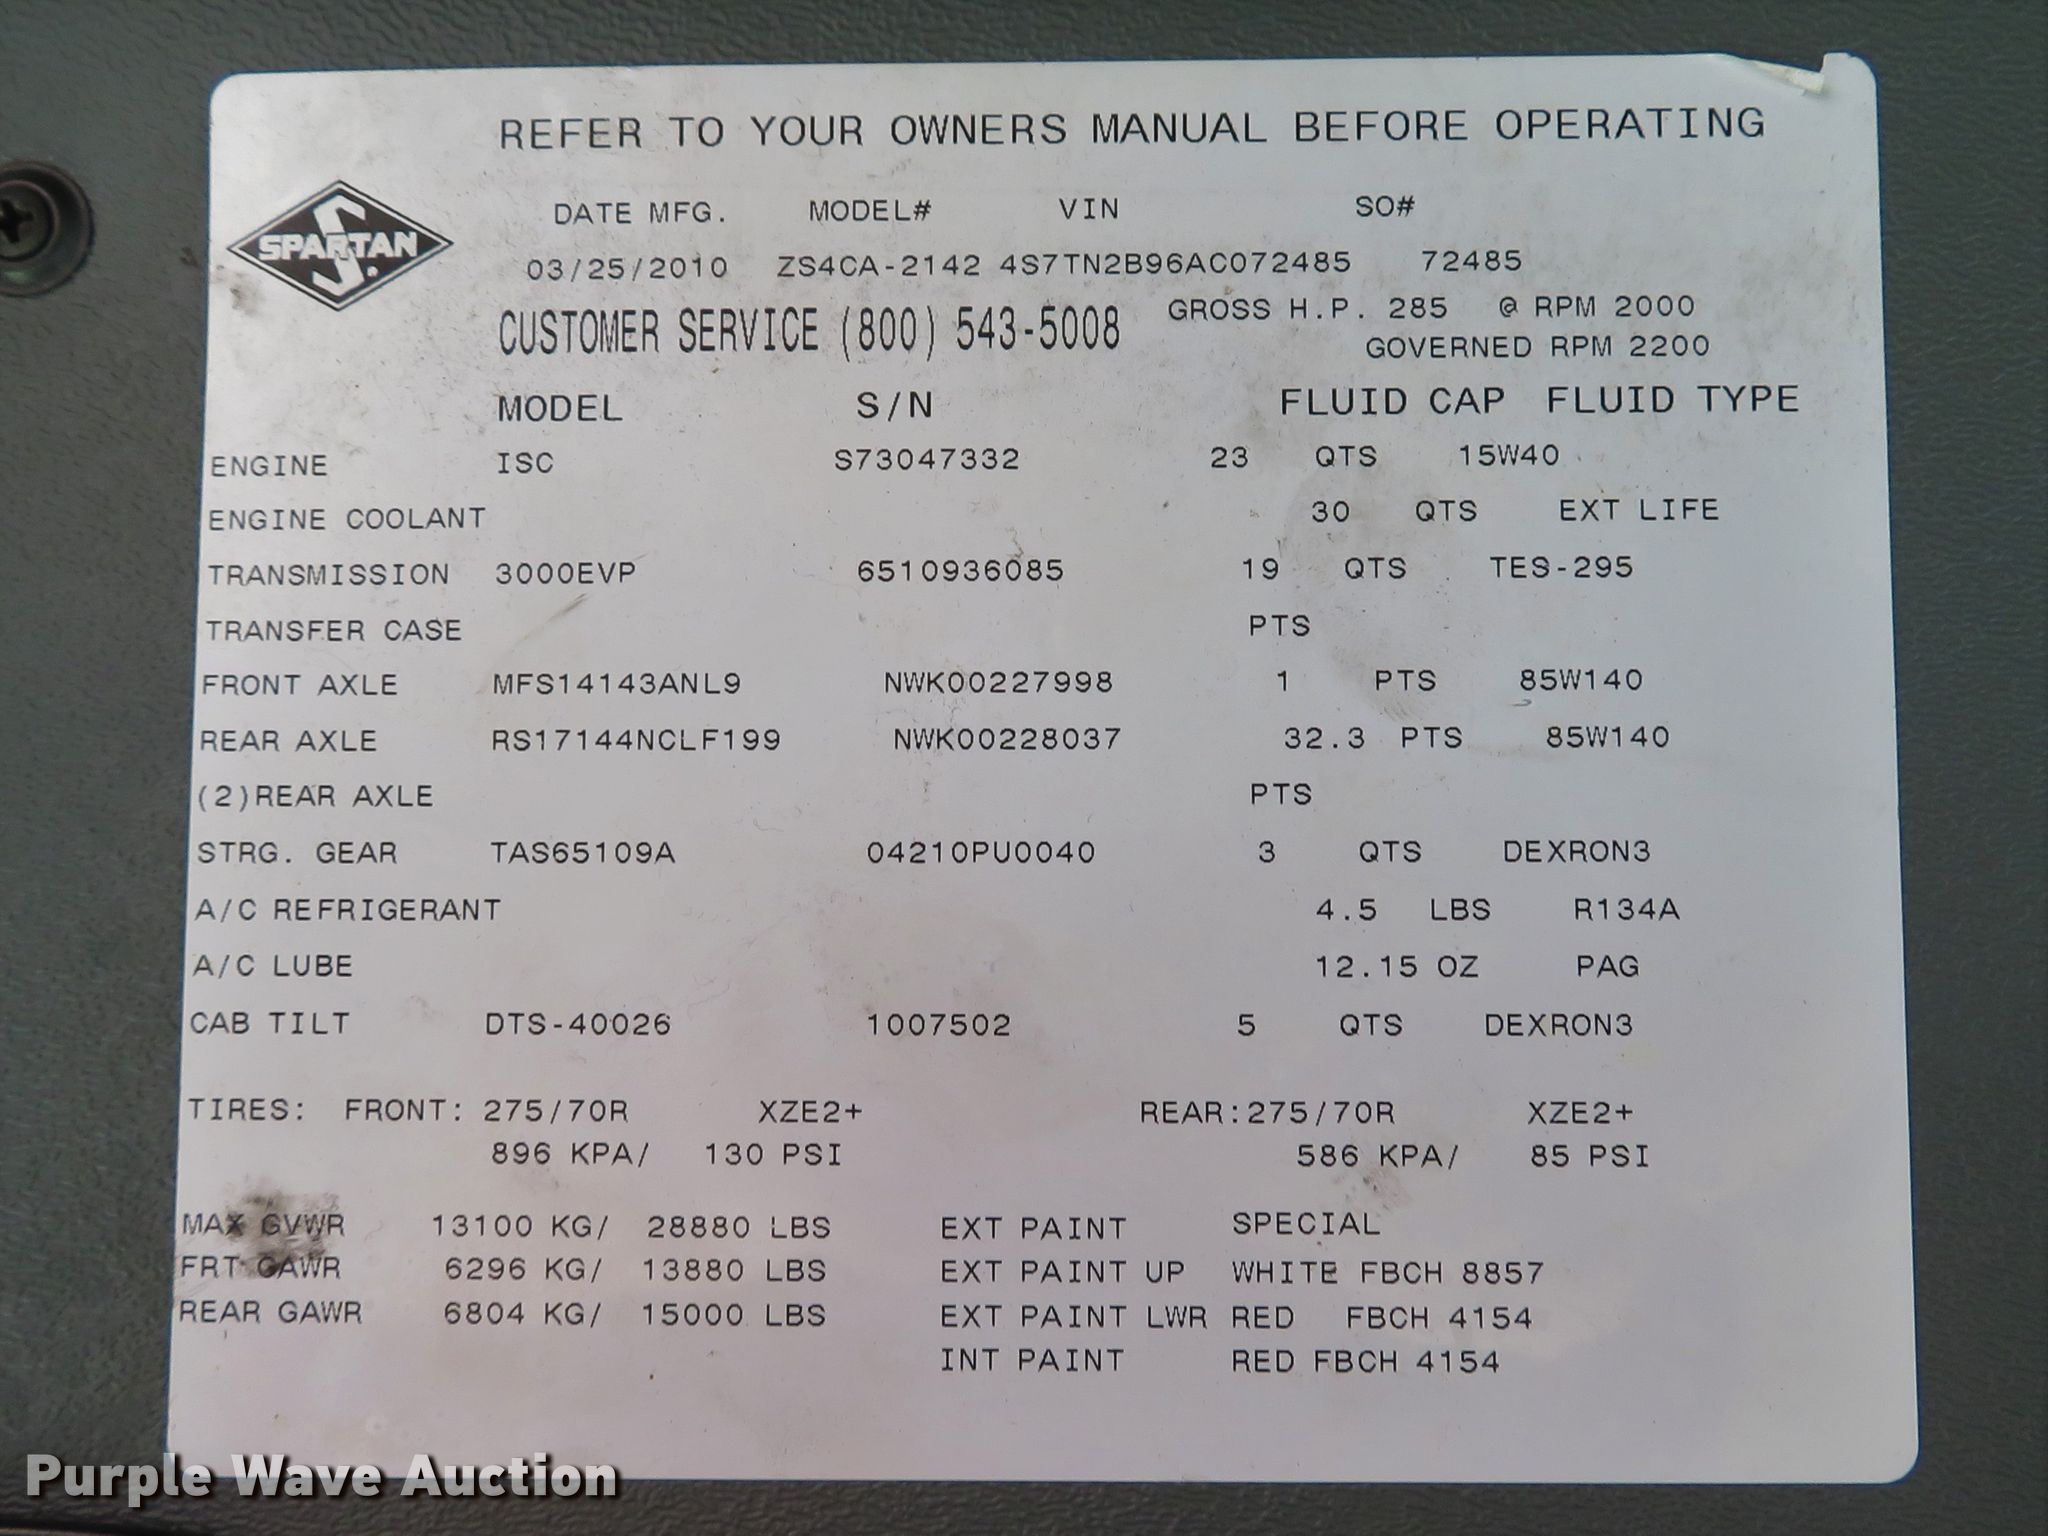 REFER TO YOUR OWNERS MANUAL BEFORE OPERATING
SPARTAN
S
DATE MFG. MODEL# VIN SO#
03/25/2010 ZS4CA-2142 4S7TN2B96AC072485 72485
CUSTOMER SERVICE (800) 543-5008 GROSS H.P. 285 @ RPM 2000
GOVERNED RPM 2200
MODEL S/N FLUID CAP FLUID TYPE
ENGINE ISC S73047332 23 QTS 15W40
ENGINE COOLANT 30 QTS EXT LIFE
TRANSMISSION 3000EVP 6510936085 19 QTS TES-295
TRANSFER CASE PTS
FRONT AXLE MFS14143ANL9 NWK00227998 1 PTS 85W140
REAR AXLE RS17144NCLF199 NWK00228037 32.3 PTS 85W140
(2)REAR AXLE PTS
STRG. GEAR TAS65109A 04210PU0040 3 QTS DEXRON3
A/C REFRIGERANT 4.5 LBS R134A
A/C LUBE 12.15 OZ PAG
CAB TILT DTS-40026 1007502 5 QTS DEXRON3
TIRES: FRONT: 275/70R XZE2+ REAR:275/70R XZE2+
896 KPA/ 130 PSI 586 KPA/ 85 PSI
MAX GVWR 13100 KG/ 28880 LBS EXT PAINT SPECIAL
FRT GAWR 6296 KG/ 13880 LBS EXT PAINT UP WHITE FBCH 8857
REAR GAWR 6804 KG/ 15000 LBS EXT PAINT LWR RED FBCH 4154
INT PAINT RED FBCH 4154
Purple Wave Auction